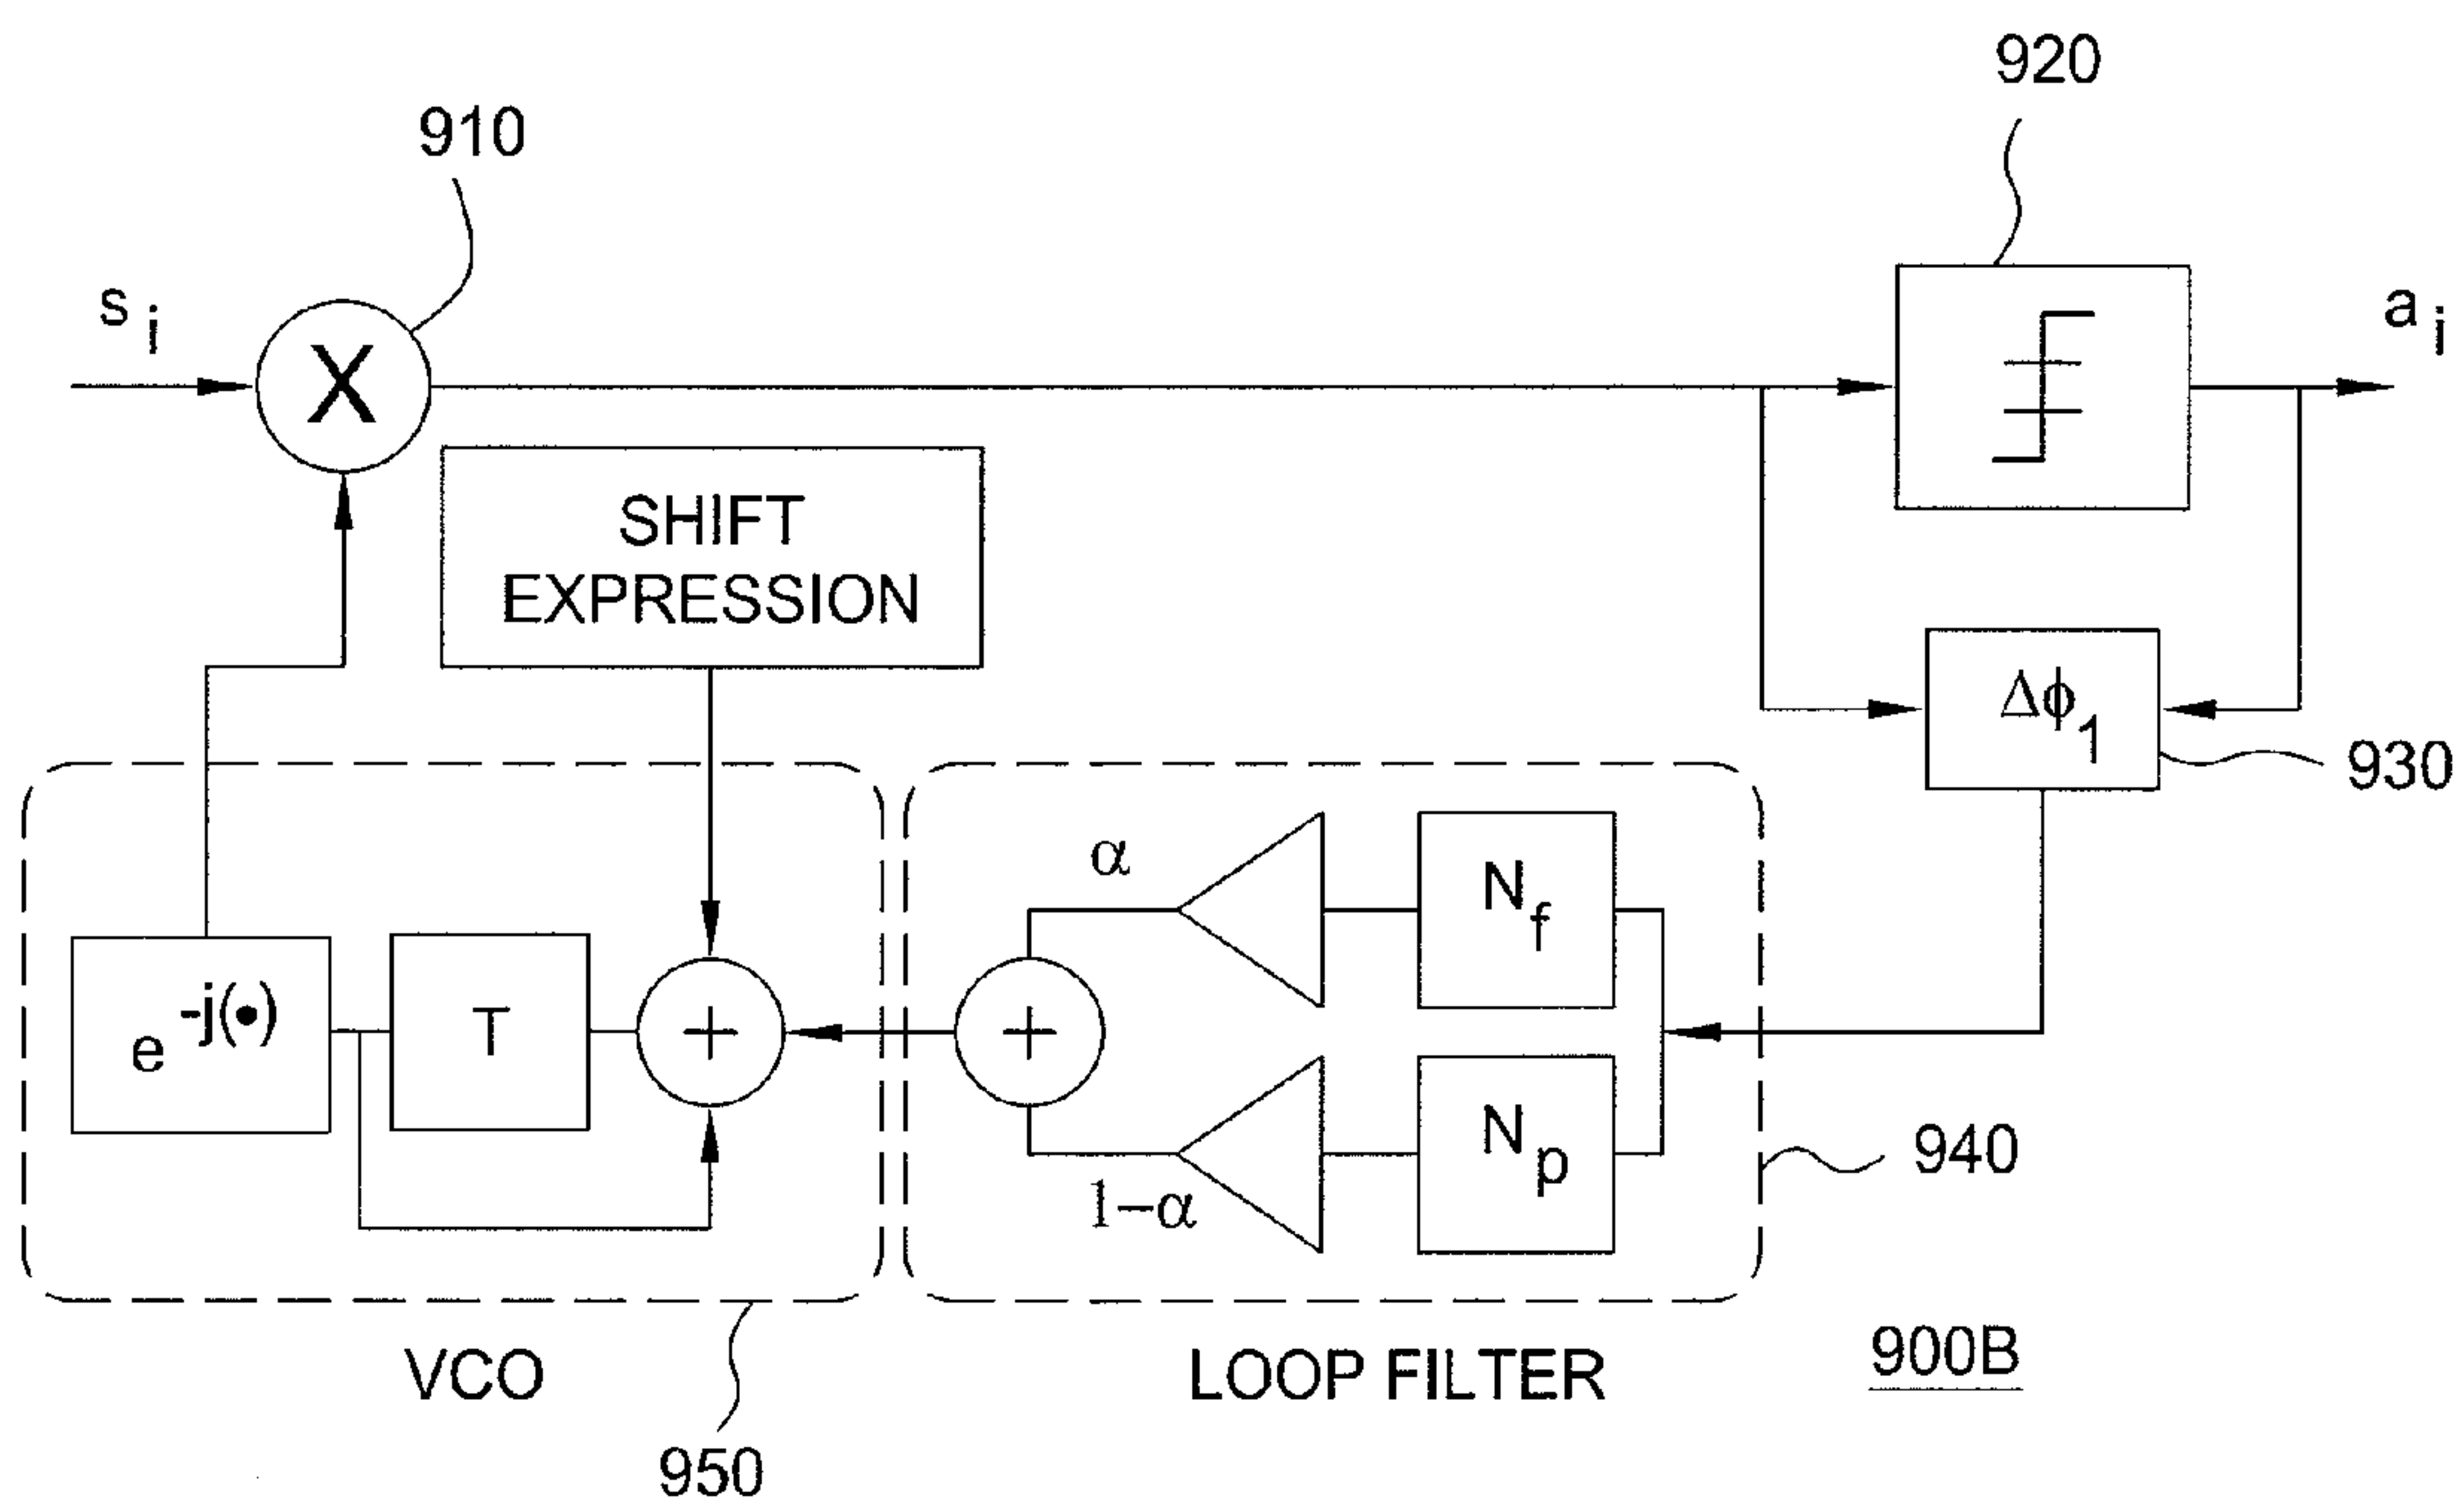 920
910
s i
X
a i
SHIFT
EXPRESSION
Δϕ 1
930
α
N f
e -j(•)
T
+
+
N p
940
1-α
VCO
LOOP FILTER
900B
950